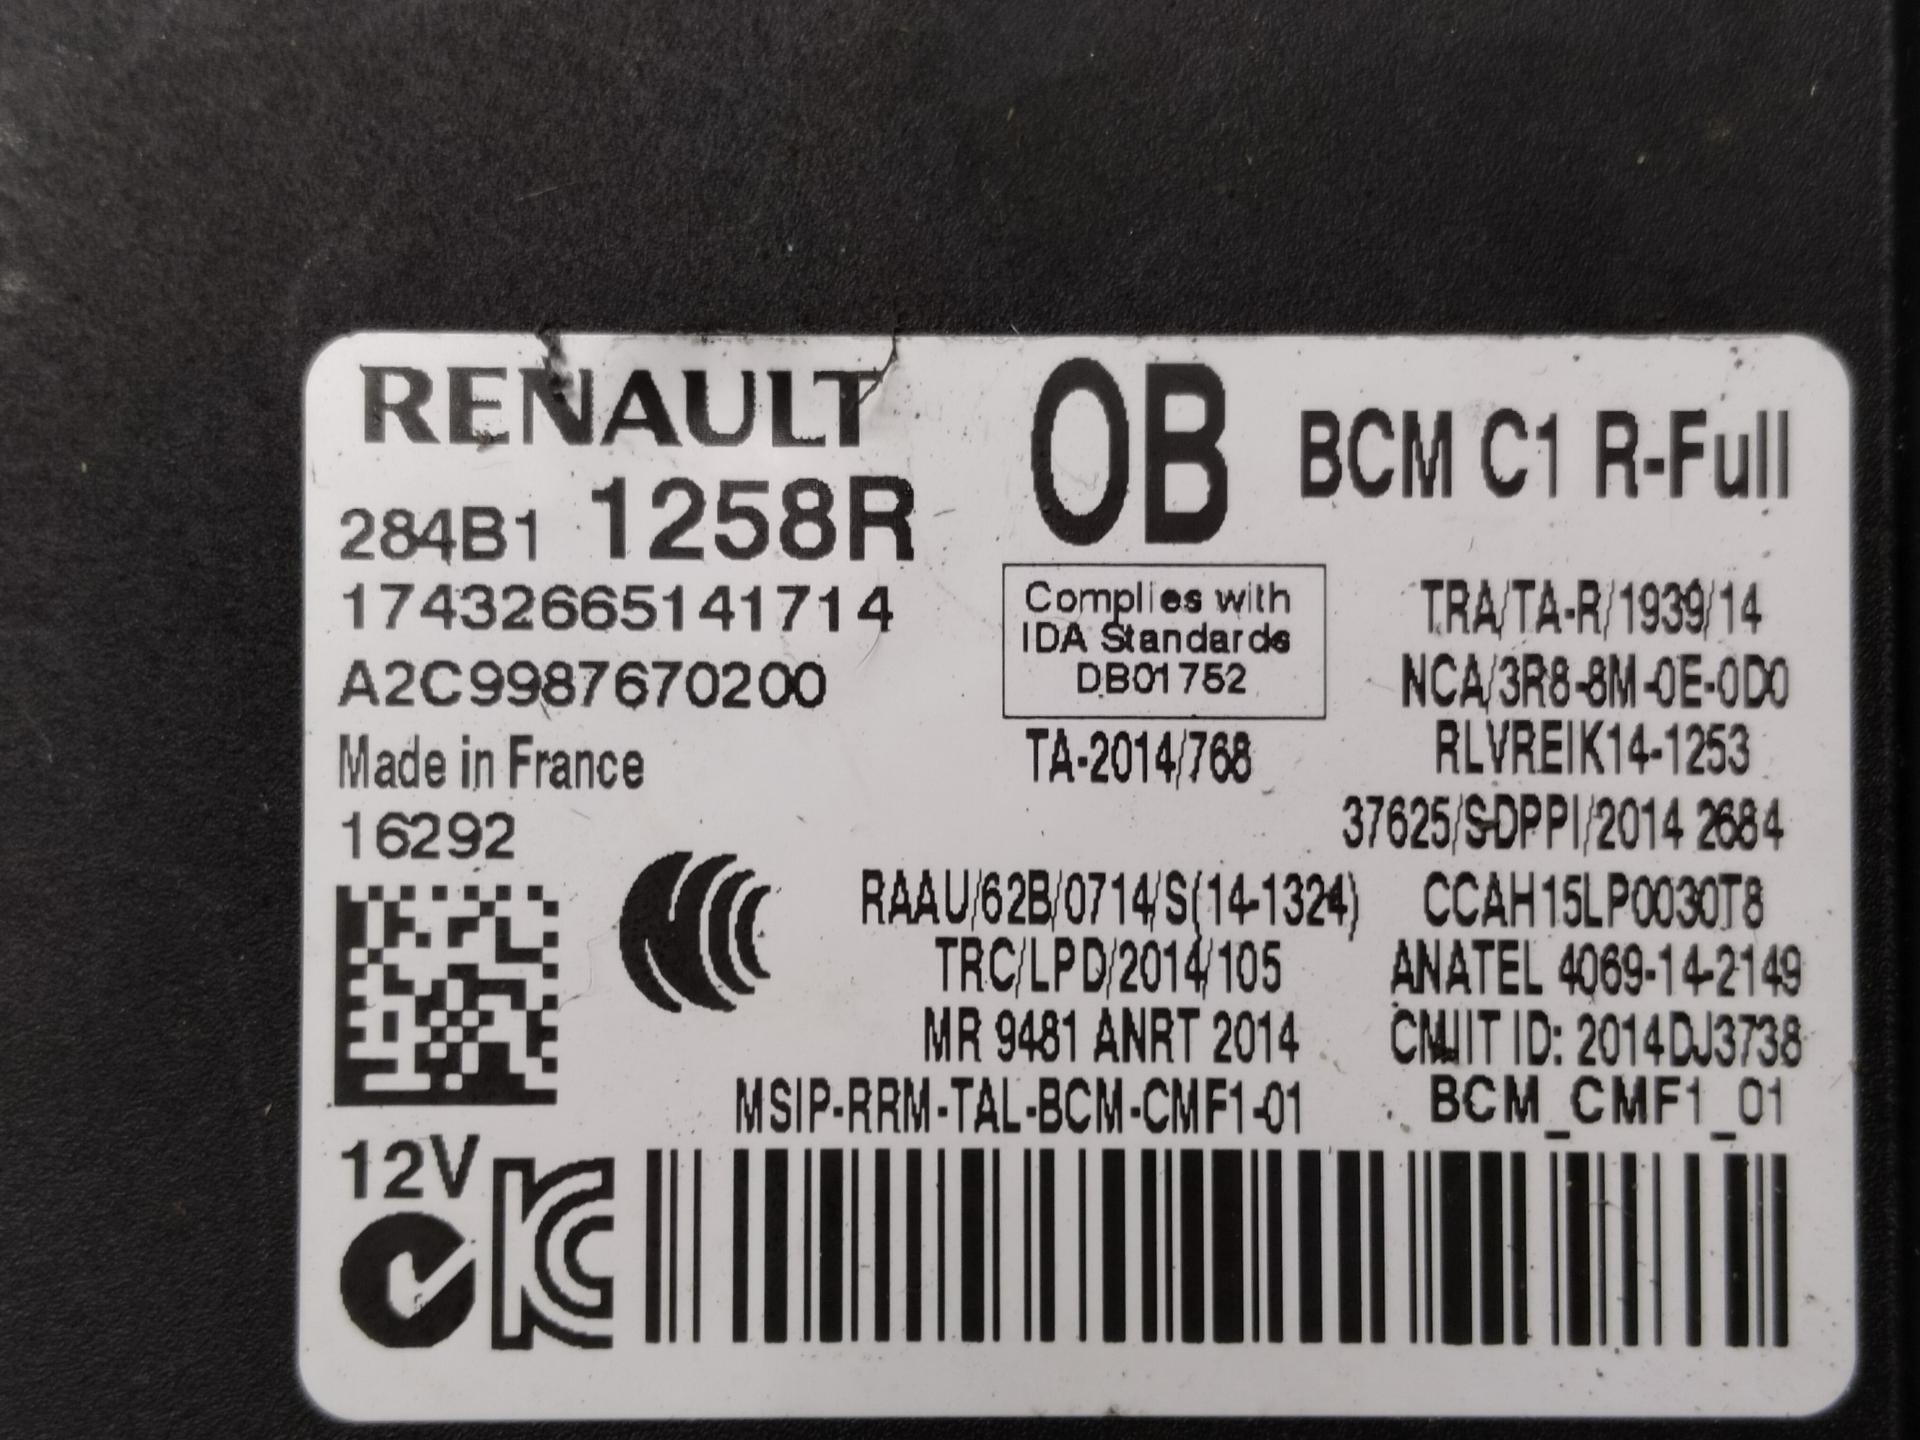 RENAULT
284B1 1258R
17432665141714
A2C9987670200
Made in France
16292
OB
BCM C1 R-Full
Complies with
IDA Standards
DB01752
TA-2014/768
TRA/TA-R/1939/14
NCA/3R8-8M-0E-0D0
RLVREIK14-1253
37625/SDPPI/2014 2684
RAAU/62B/0714/S(14-1324)
CCAH15LP0030T8
TRC/LPD/2014/105
ANATEL 4069-14-2149
MR 9481 ANRT 2014
CMIIT ID: 2014DJ3738
MSIP-RRM-TAL-BCM-CMF1-01
BCM_CMF1_01
12V